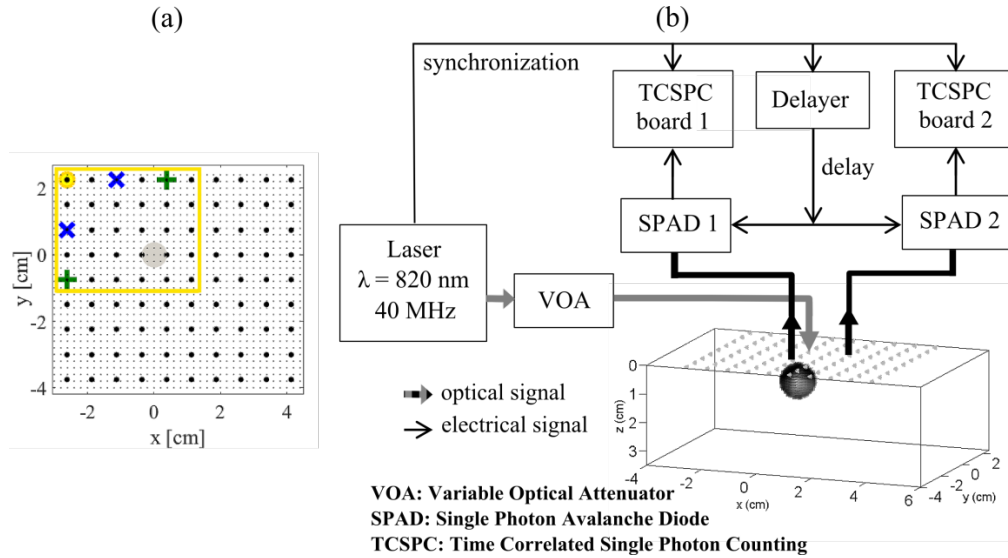 (a)
(b)
synchronization
TCSPC
board 1
Delayer
TCSPC
board 2
delay
SPAD 1
SPAD 2
Laser
λ = 820 nm
40 MHz
VOA
optical signal
electrical signal
y [cm]
2
0
-2
-4
-2
0
2
4
x [cm]
z (cm)
0
1
2
3
-4
-2
0
2
4
6
x (cm)
-4
-2
0
2
y (cm)
VOA: Variable Optical Attenuator
SPAD: Single Photon Avalanche Diode
TCSPC: Time Correlated Single Photon Counting